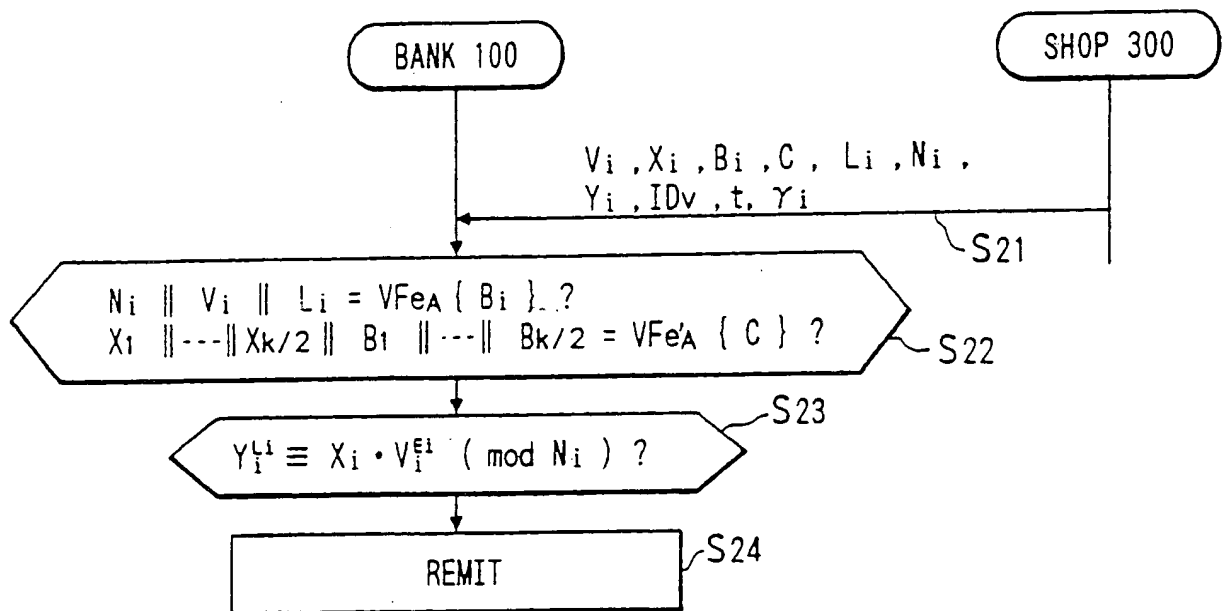 BANK 100
SHOP 300
Vi , Xi , Bi , C , Li , Ni ,
Yi , IDv , t, γi
S21
Ni ‖ Vi ‖ Li = VFeA { Bi } ?
X1 ‖---‖ Xk/2 ‖ B1 ‖---‖ Bk/2 = VFe'A { C } ?
S22
S23
Yi^Li ≡ Xi · Vi^Ei ( mod Ni ) ?
S24
REMIT